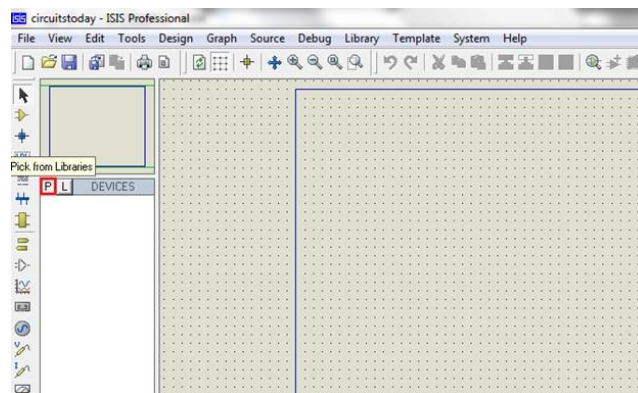 ISIS circuitstoday - ISIS Professional
File View Edit Tools Design Graph Source Debug Library Template System Help
Pick from Libraries
P L DEVICES